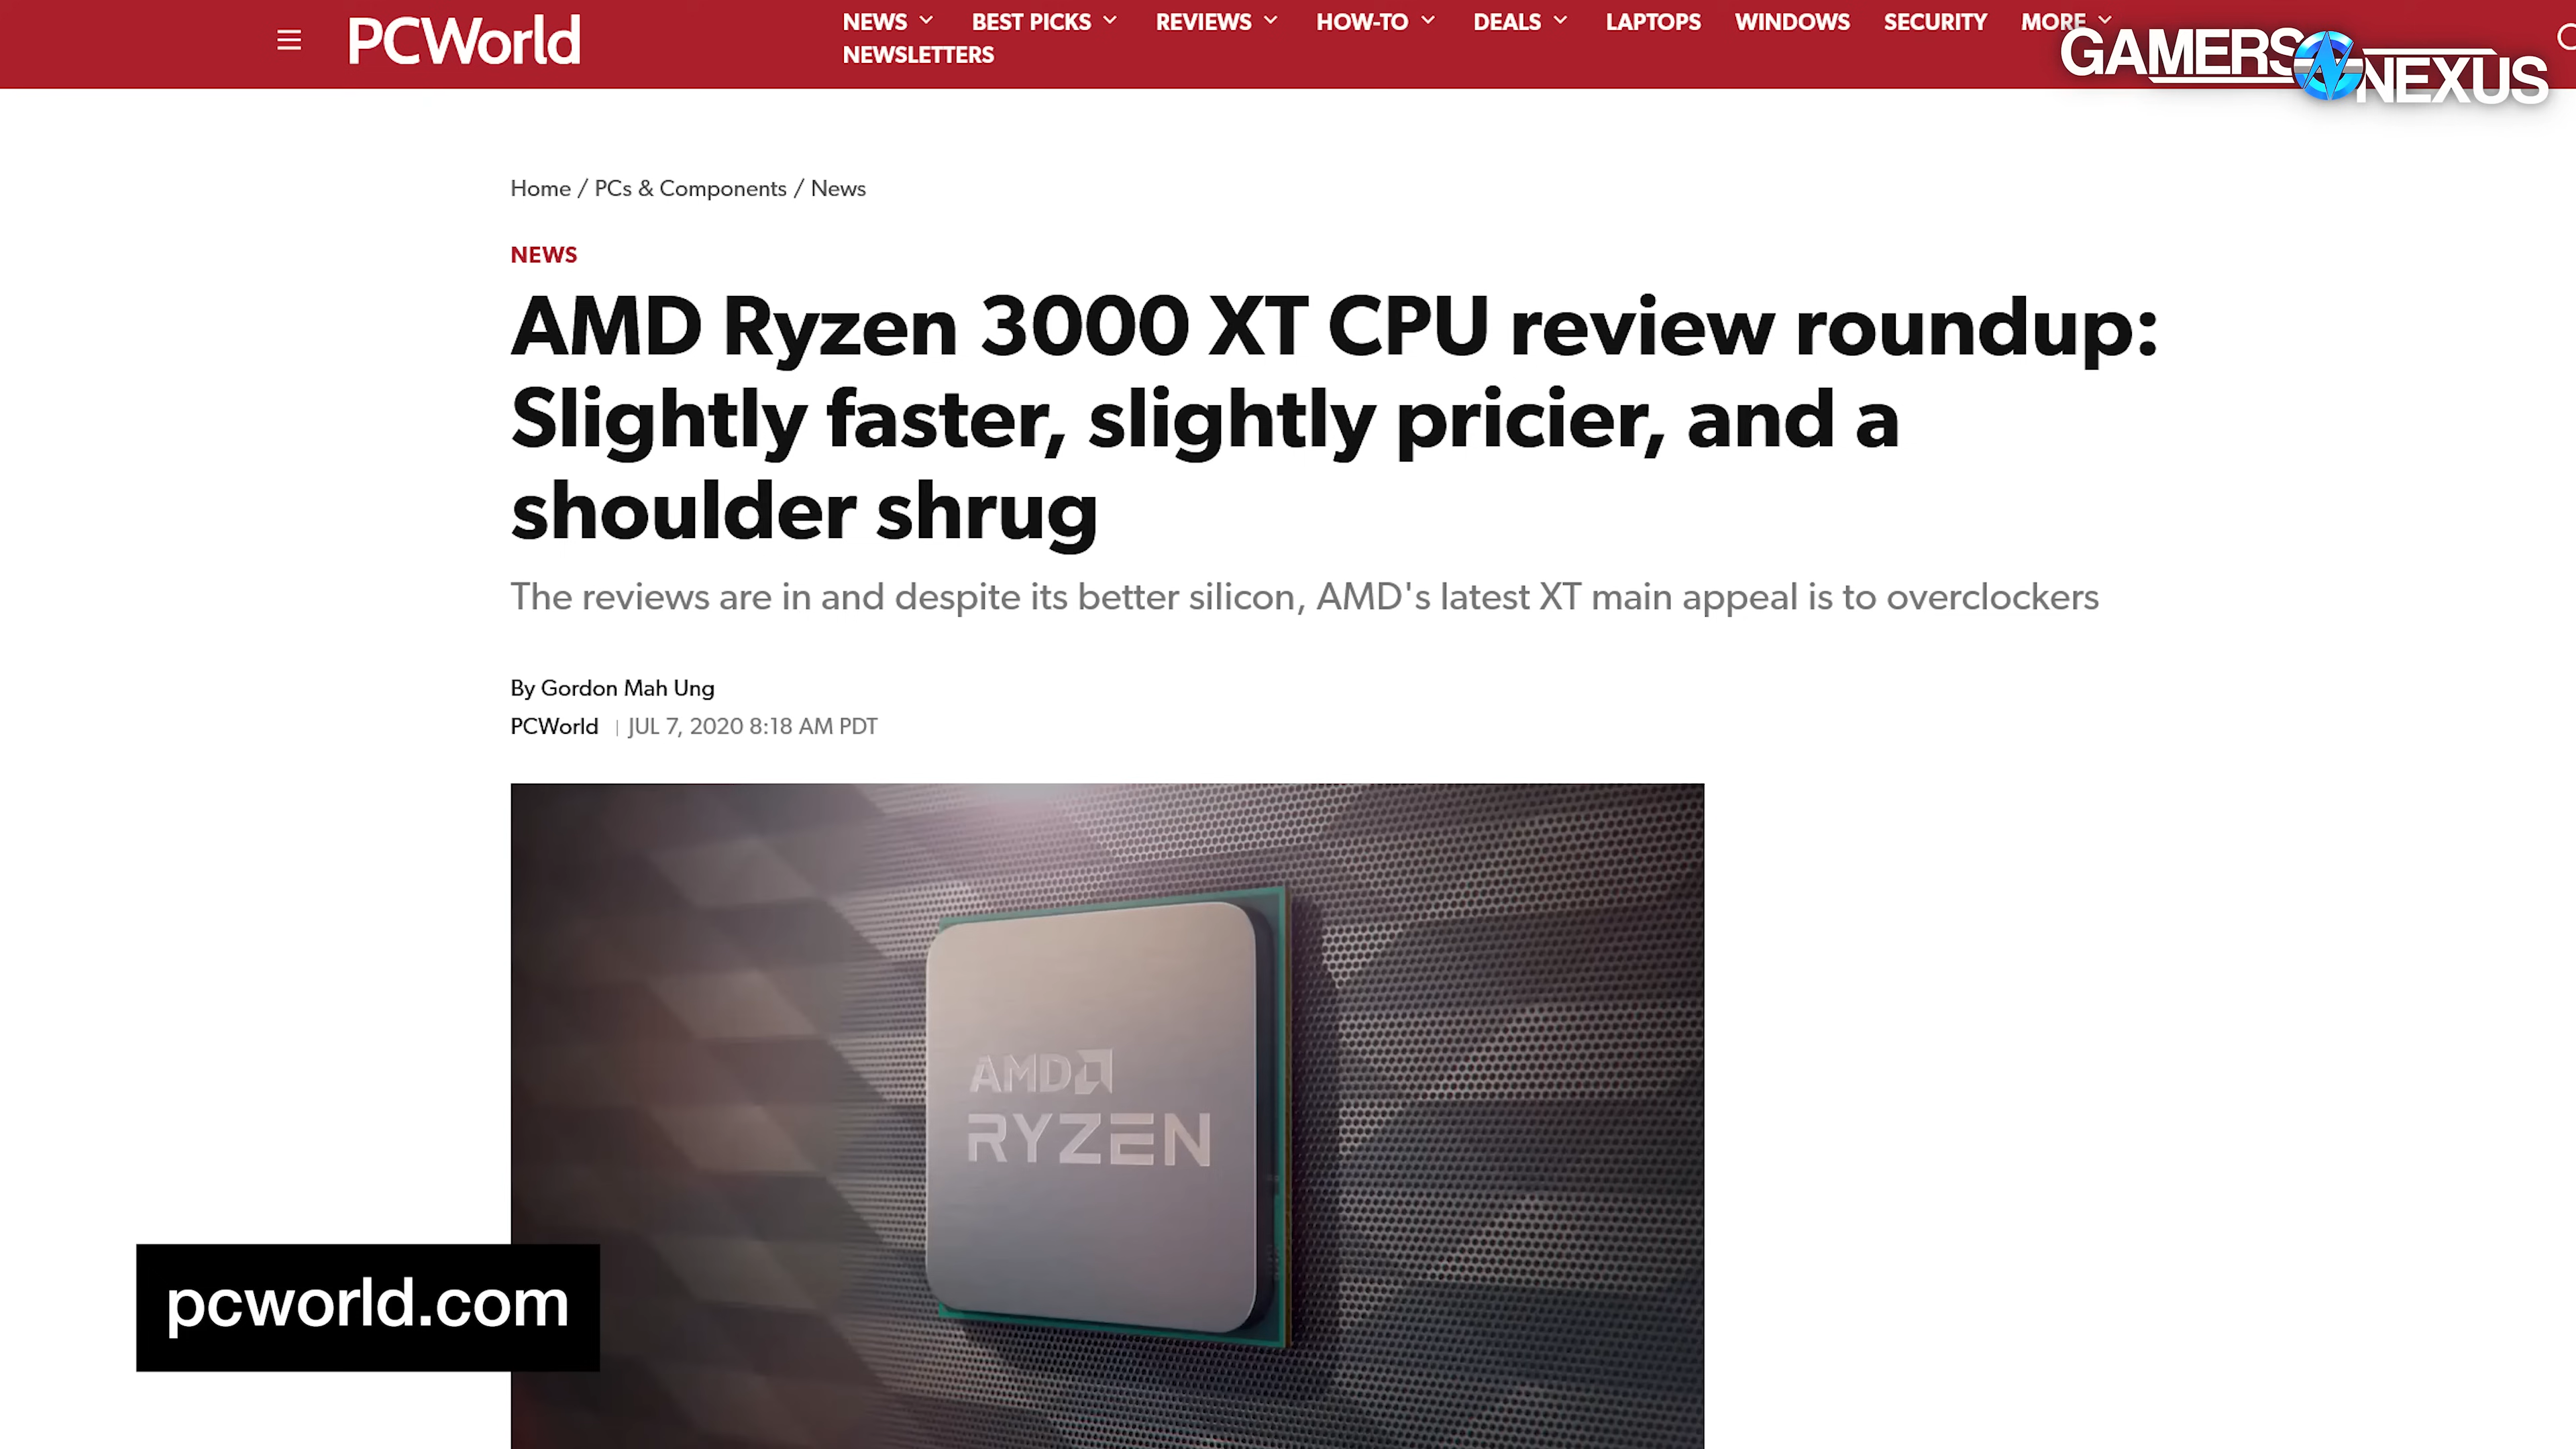 PCWorld
NEWS BEST PICKS REVIEWS HOW-TO DEALS LAPTOPS WINDOWS SECURITY MORE
NEWSLETTERS
GAMERS NEXUS
Home / PCs & Components / News
NEWS
AMD Ryzen 3000 XT CPU review roundup:
Slightly faster, slightly pricier, and a
shoulder shrug
The reviews are in and despite its better silicon, AMD's latest XT main appeal is to overclockers
By Gordon Mah Ung
PCWorld | JUL 7, 2020 8:18 AM PDT
AMD
RYZEN
pcworld.com